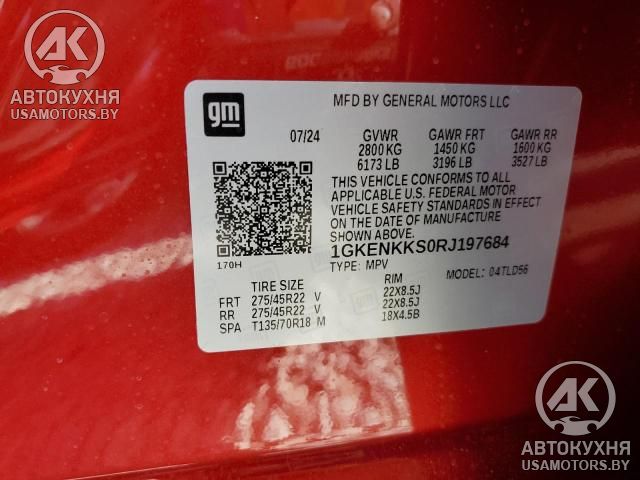 АК
АВТОКУХНЯ
USAMOTORS.BY
gm
MFD BY GENERAL MOTORS LLC
07/24 GVWR GAWR FRT GAWR RR
2800 KG 1450 KG 1600 KG
6173 LB 3196 LB 3527 LB
THIS VEHICLE CONFORMS TO ALL
APPLICABLE U.S. FEDERAL MOTOR
VEHICLE SAFETY STANDARDS IN EFFECT
ON THE DATE OF MANUFACTURE
SHOWN ABOVE.
1GKENKKS0RJ197684
170H
TYPE: MPV MODEL: 04TLD56
TIRE SIZE RIM
FRT 275/45R22 V 22X8.5J
RR 275/45R22 V 22X8.5J
SPA T135/70R18 M 18X4.5B
АК
АВТОКУХНЯ
USAMOTORS.BY